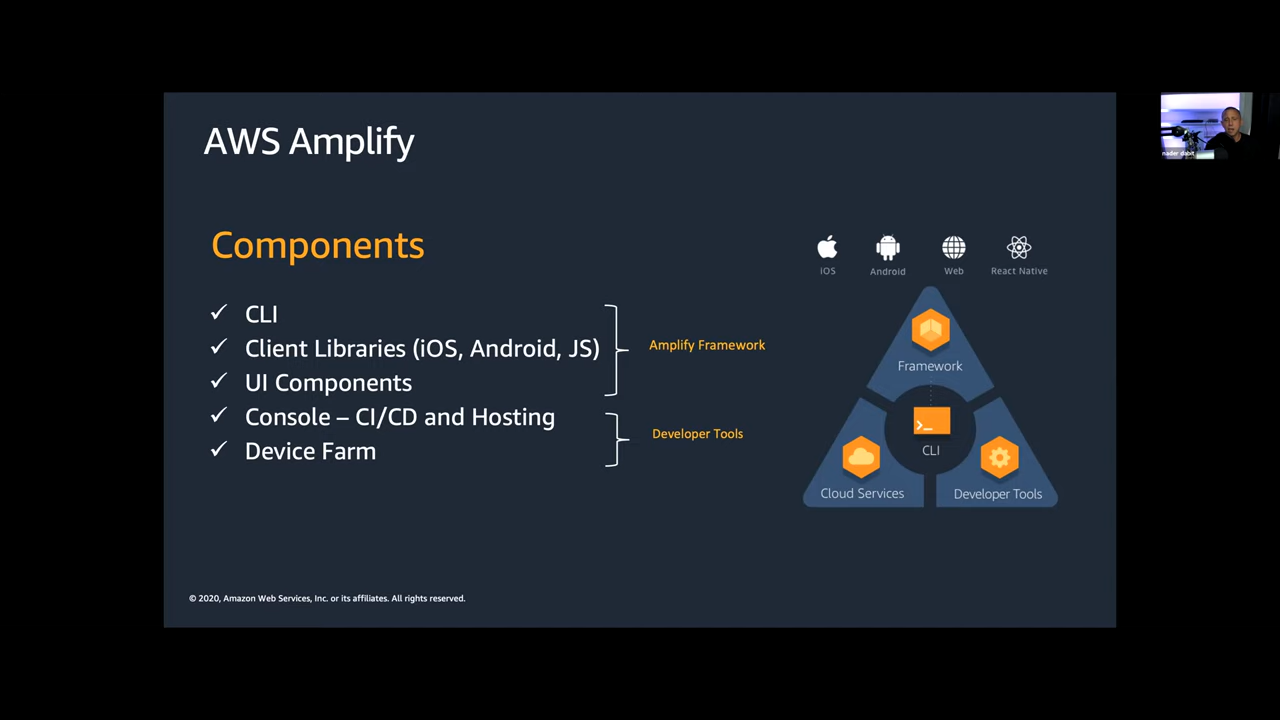 AWS Amplify
Components
✓ CLI
✓ Client Libraries (iOS, Android, JS)
✓ UI Components
✓ Console – CI/CD and Hosting
✓ Device Farm
Amplify Framework
Developer Tools
iOS
Android
Web
React Native
Framework
>_
CLI
Cloud Services
Developer Tools
© 2020, Amazon Web Services, Inc. or its affiliates. All rights reserved.
nader dabit